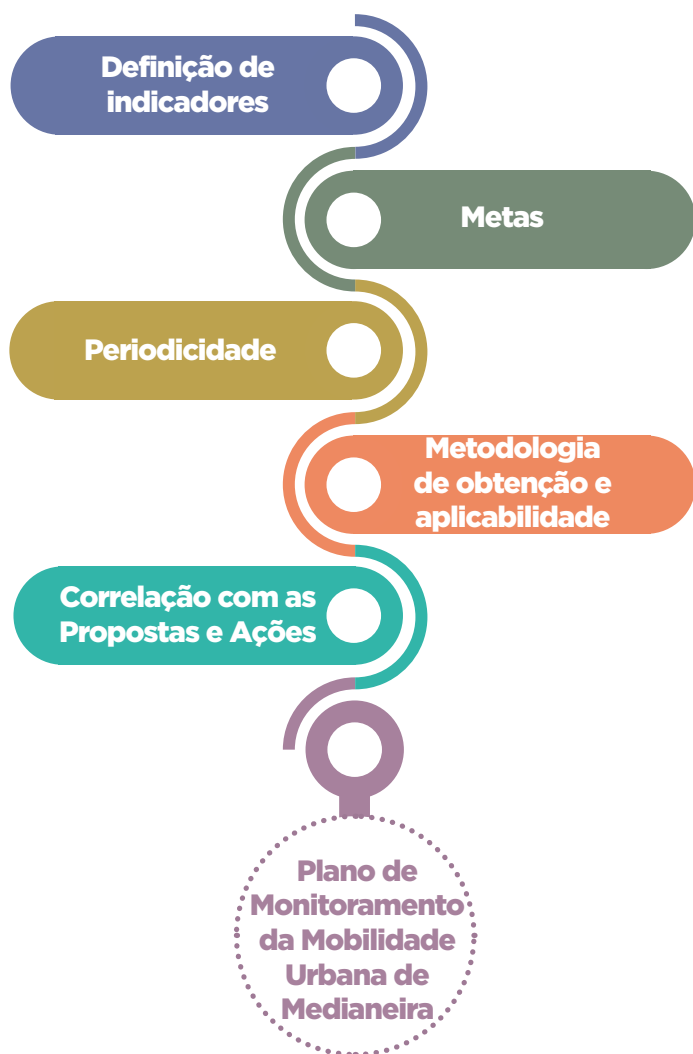 Definição de
indicadores
Metas
Periodicidade
Metodologia
de obtenção e
aplicabilidade
Correlação com as
Propostas e Ações
Plano de
Monitoramento
da Mobilidade
Urbana de
Medianeira